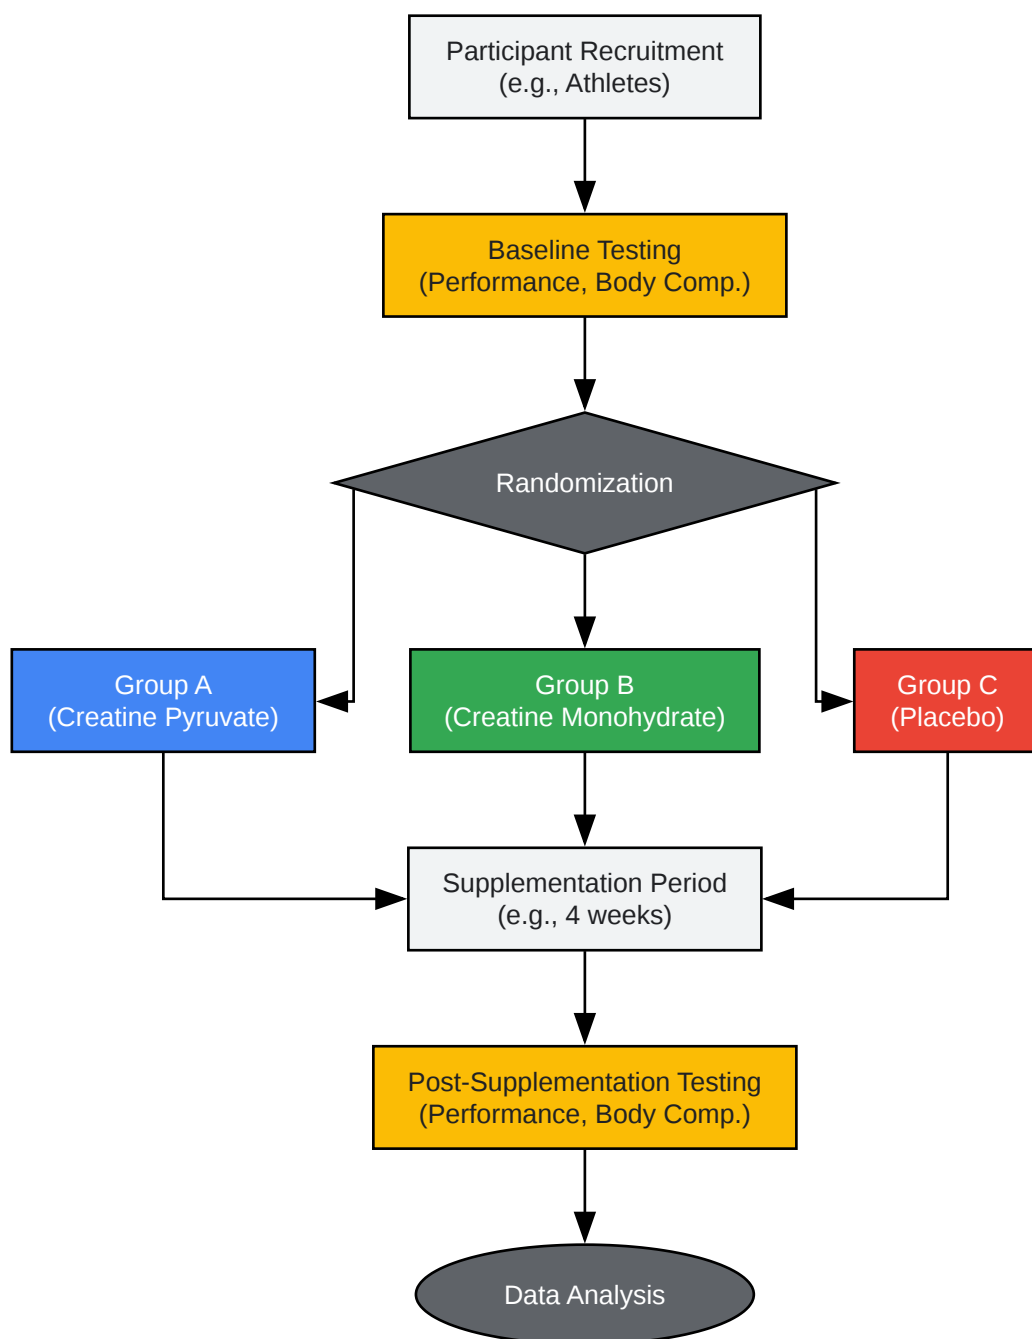 Participant Recruitment
(e.g., Athletes)
Baseline Testing
(Performance, Body Comp.)
Randomization
Group A
(Creatine Pyruvate)
Group B
(Creatine Monohydrate)
Group C
(Placebo)
Supplementation Period
(e.g., 4 weeks)
Post-Supplementation Testing
(Performance, Body Comp.)
Data Analysis